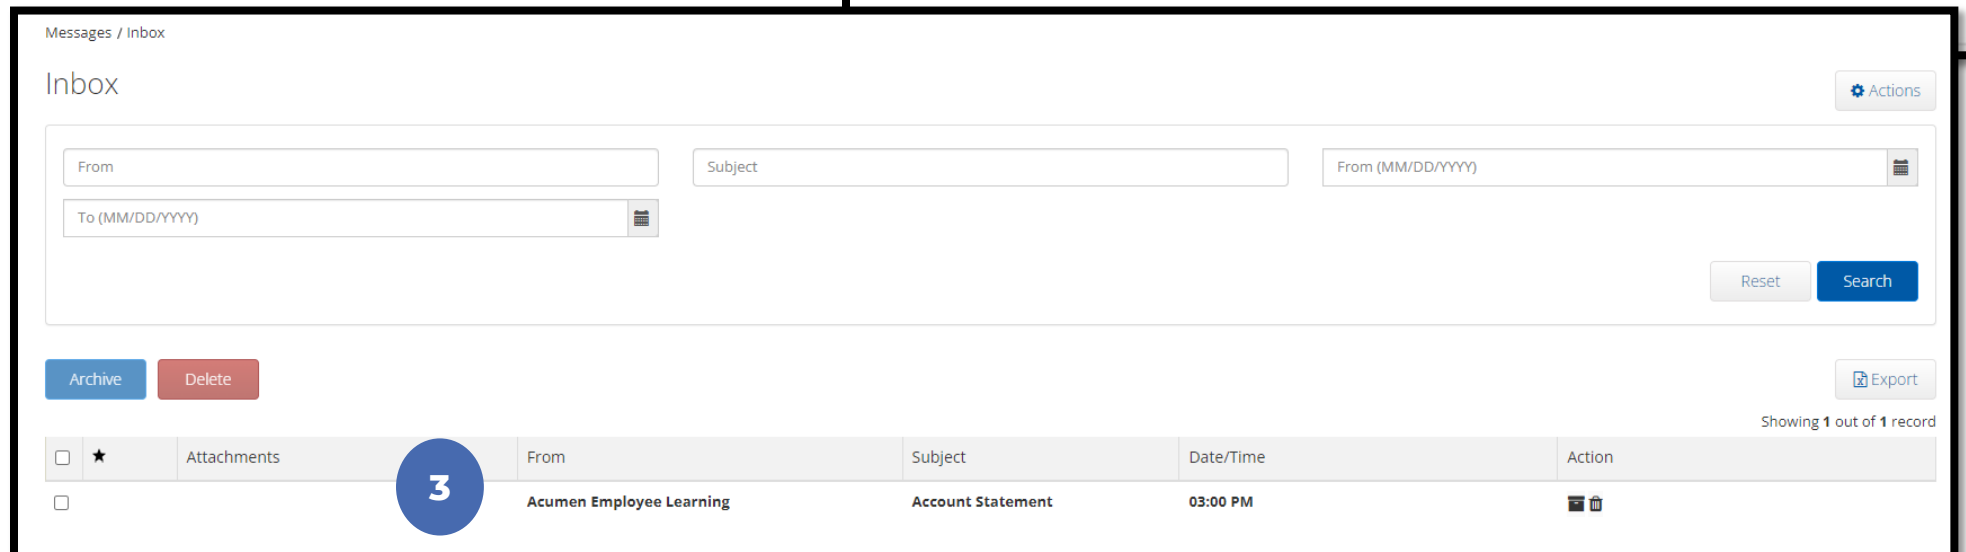 Messages / Inbox
Inbox
Actions
From
Subject
From (MM/DD/YYYY)
To (MM/DD/YYYY)
Reset
Search
Archive
Delete
Export
Showing 1 out of 1 record
Attachments
From
Subject
Date/Time
Action
3
Acumen Employee Learning
Account Statement
03:00 PM